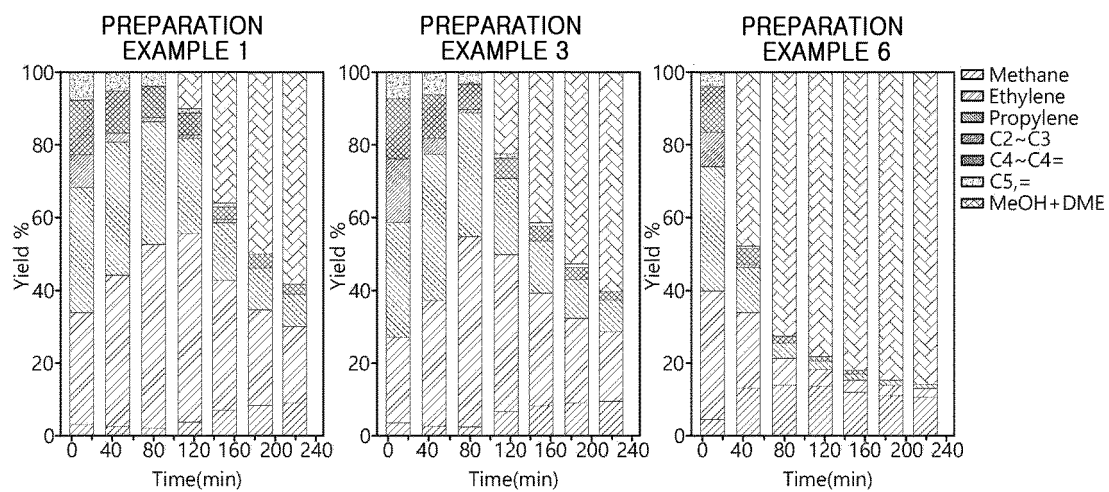 PREPARATION
EXAMPLE 1
PREPARATION
EXAMPLE 3
PREPARATION
EXAMPLE 6
Yield %
100
80
60
40
20
0
0 40 80 120 160 200 240
Time(min)
Yield %
100
80
60
40
20
0
0 40 80 120 160 200 240
Time(min)
Yield %
100
80
60
40
20
0
0 40 80 120 160 200 240
Time(min)
Methane
Ethylene
Propylene
C2~C3
C4~C4=
C5,=
MeOH+DME